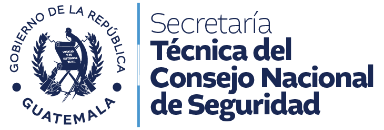 GOBIERNO DE LA REPÚBLICA
GUATEMALA
Secretaría
Técnica del
Consejo Nacional
de Seguridad